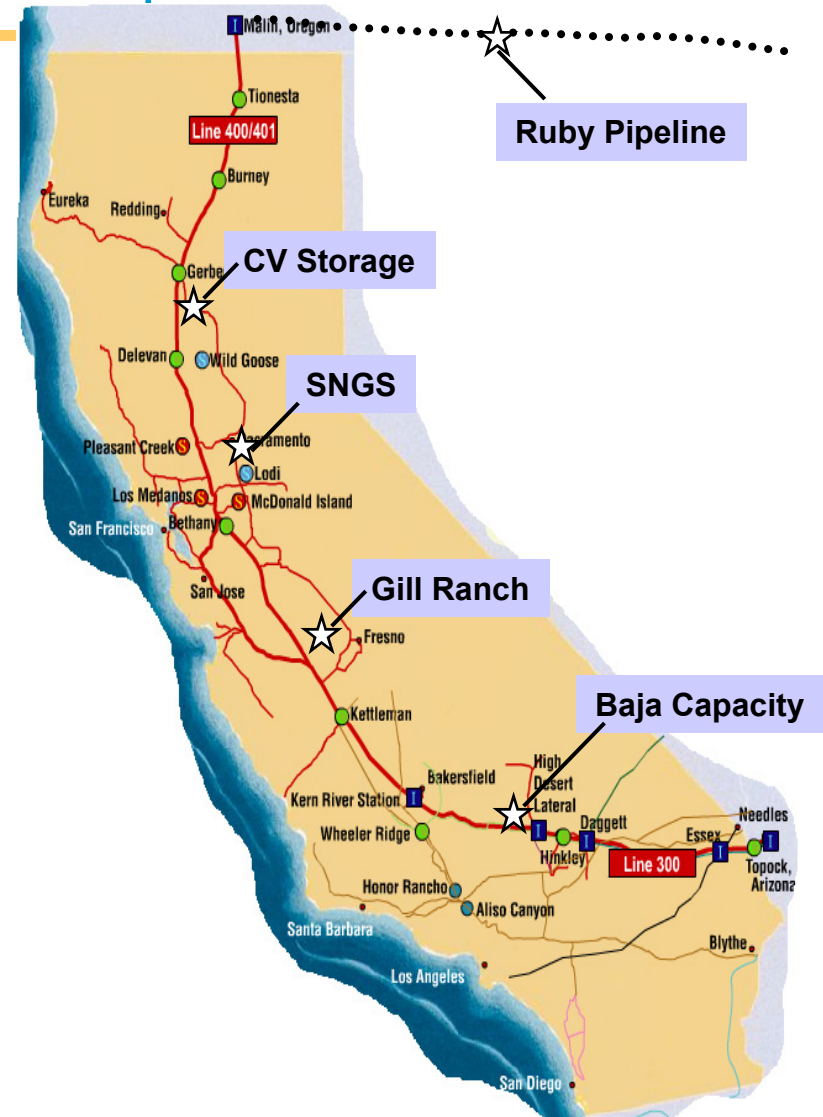 I Malin, Oregon
Ruby Pipeline
Tionesta
Line 400/401
Burney
Eureka
Redding
CV Storage
Gerbe
Delevan
S Wild Goose
SNGS
Pleasant Creek S
acramento
S Lodi
Los Medanos S
S McDonald Island
San Francisco
Bethany
San Jose
Gill Ranch
Fresno
Baja Capacity
Kettleman
High
Desert
Lateral
Bakersfield
Kern River Station I
I
Wheeler Ridge
Hinkley
Daggett
I
Line 300
Essex
I
Needles
I
Topock,
Arizona
Honor Rancho
Aliso Canyon
Santa Barbara
Los Angeles
Blythe
San Diego